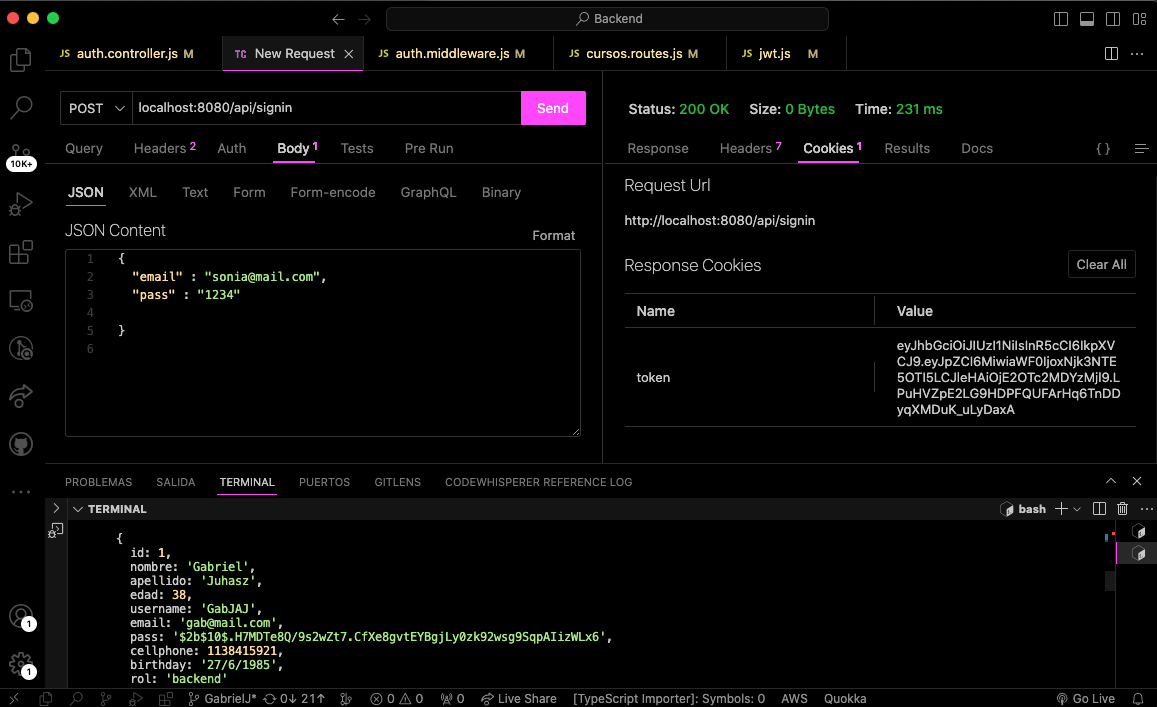 Backend
JS auth.controller.js M
TC New Request
JS auth.middleware.js M
JS cursos.routes.js M
JS jwt.js M
POST
localhost:8080/api/signin
Send
Status: 200 OK Size: 0 Bytes Time: 231 ms
Query
Headers 2
Auth
Body 1
Tests
Pre Run
Response
Headers 7
Cookies 1
Results
Docs
{ }
10K+
JSON
XML
Text
Form
Form-encode
GraphQL
Binary
JSON Content
Format
1 {
2 "email" : "sonia@mail.com",
3 "pass" : "1234"
4
5 }
6
Request Url
http://localhost:8080/api/signin
Response Cookies
Clear All
Name
Value
token
eyJhbGciOiJIUzI1NiIsInR5cCI6IkpXV
CJ9.eyJpZCI6MiwiaWF0IjoxNjk3NTE
5OTI5LCJleHAiOjE2OTc2MDYzMjl9.L
PuHVZpE2LG9HDPFQUFArHq6TnDD
yqXMDuK_uLyDaxA
PROBLEMAS
SALIDA
TERMINAL
PUERTOS
GITLENS
CODEWHISPERER REFERENCE LOG
TERMINAL
bash
{
id: 1,
nombre: 'Gabriel',
apellido: 'Juhasz',
edad: 38,
username: 'GabJAJ',
email: 'gab@mail.com',
pass: '$2b$10$.H7MDTe8Q/9s2wZt7.CfXe8gvtEYBgjLy0zk92wsg9SqpAIizWLx6',
cellphone: 1138415921,
birthday: '27/6/1985',
rol: 'backend'
1
1
GabrielJ* 0↓ 21↑
0 0
0
Live Share
[TypeScript Importer]: Symbols: 0
AWS
Quokka
Go Live